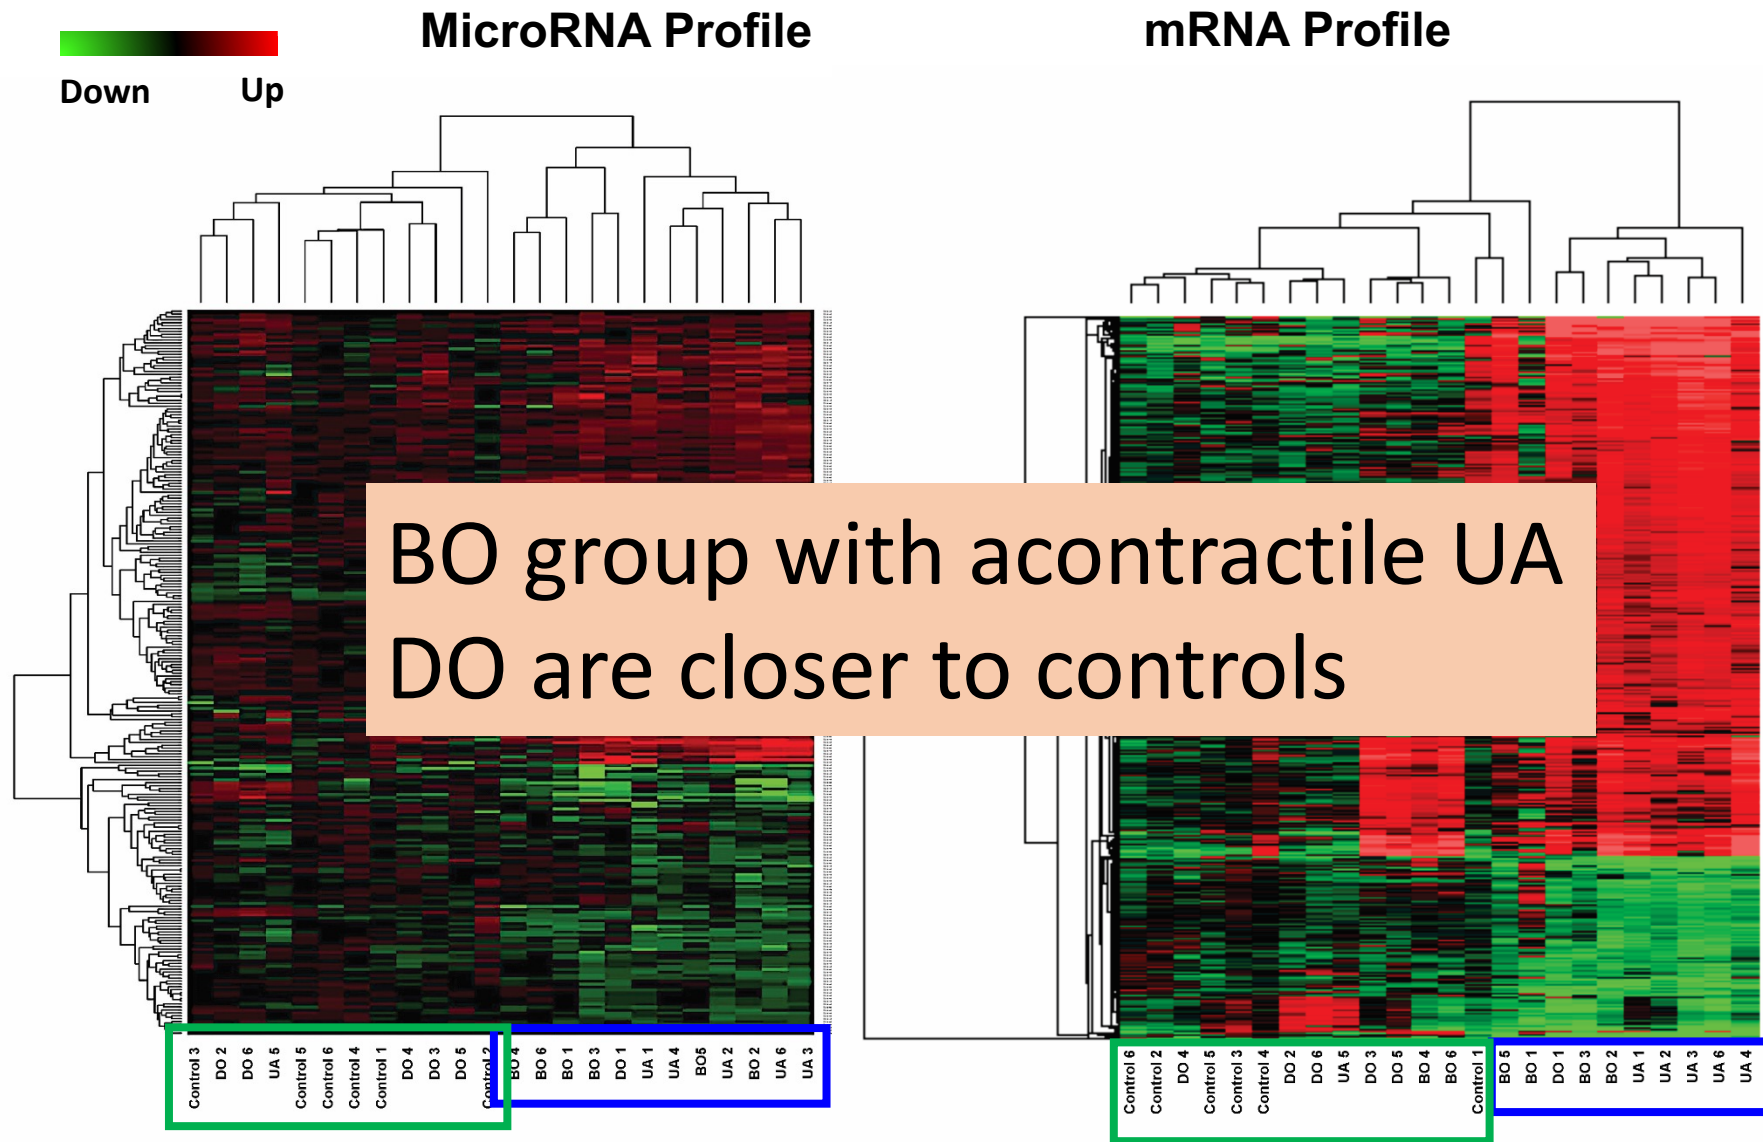 MicroRNA Profile
mRNA Profile
Down
Up
BO group with acontractile UA
DO are closer to controls
Control 3
DO 2
DO 6
UA 5
Control 5
Control 6
Control 4
Control 1
DO 4
DO 3
DO 5
Control 2
BO 4
BO 6
BO 1
BO 3
DO 1
UA 1
UA 4
BO5
UA 2
BO 2
UA 6
UA 3
Control 6
Control 2
DO 4
Control 5
Control 3
Control 4
DO 2
DO 6
UA 5
DO 3
DO 5
BO 4
BO 6
Control 1
BO 5
BO 1
DO 1
BO 3
BO 2
UA 1
UA 2
UA 3
UA 6
UA 4